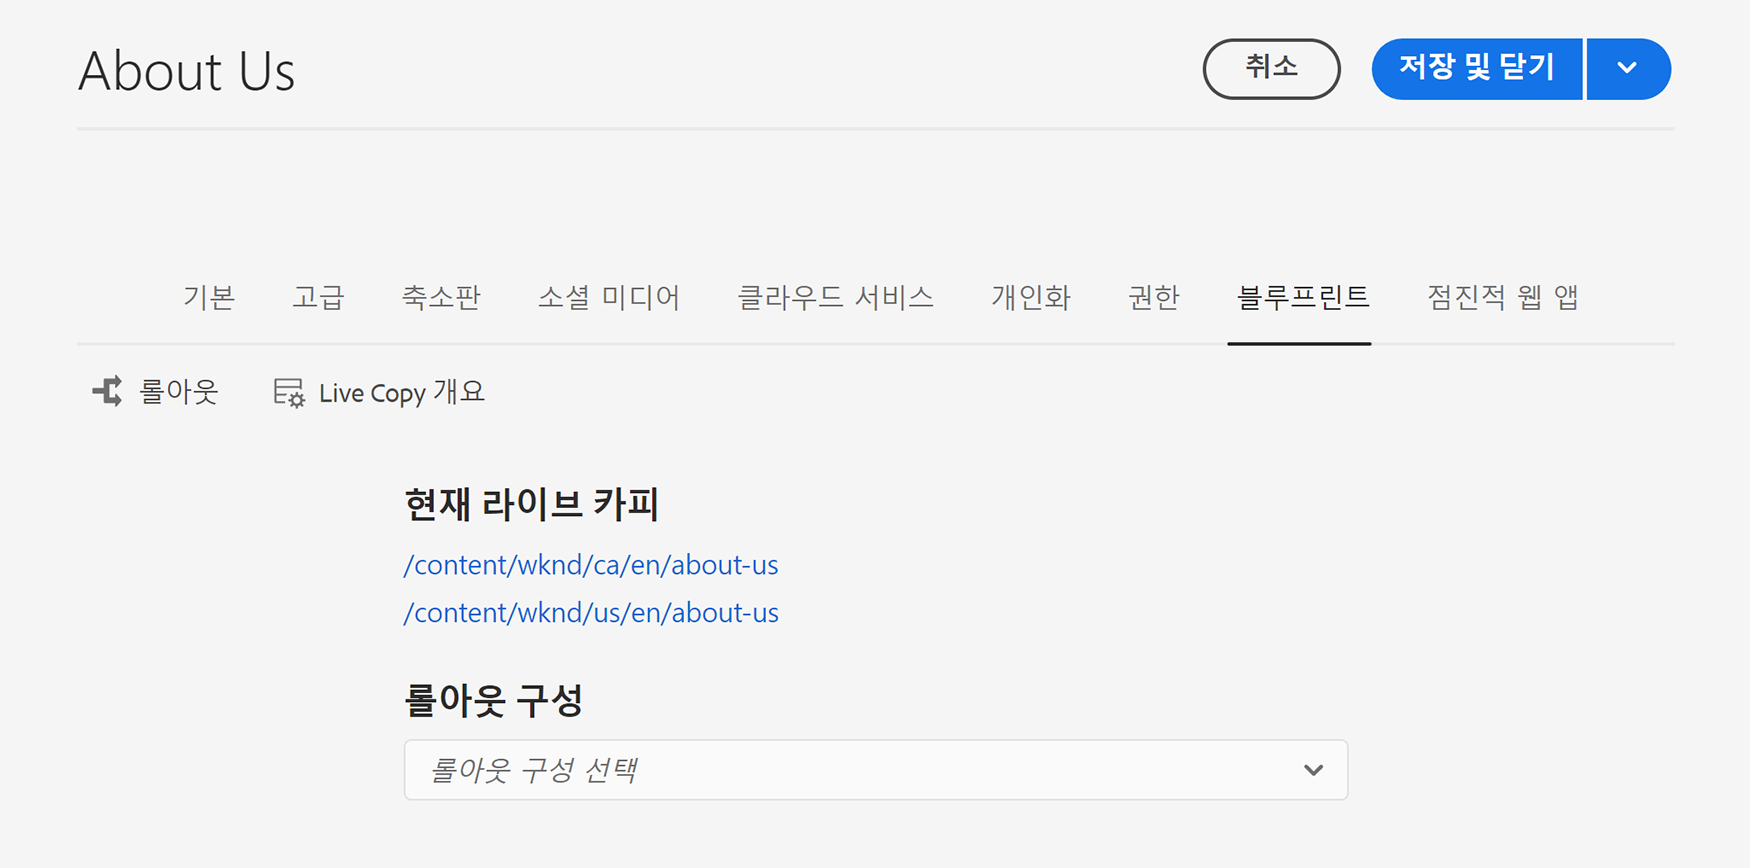 About Us
취소
저장 및 닫기
기본 고급 축소판 소셜 미디어 클라우드 서비스 개인화 권한 블루프린트 점진적 웹 앱
롤아웃 Live Copy 개요
현재 라이브 카피
/content/wknd/ca/en/about-us
/content/wknd/us/en/about-us
롤아웃 구성
롤아웃 구성 선택